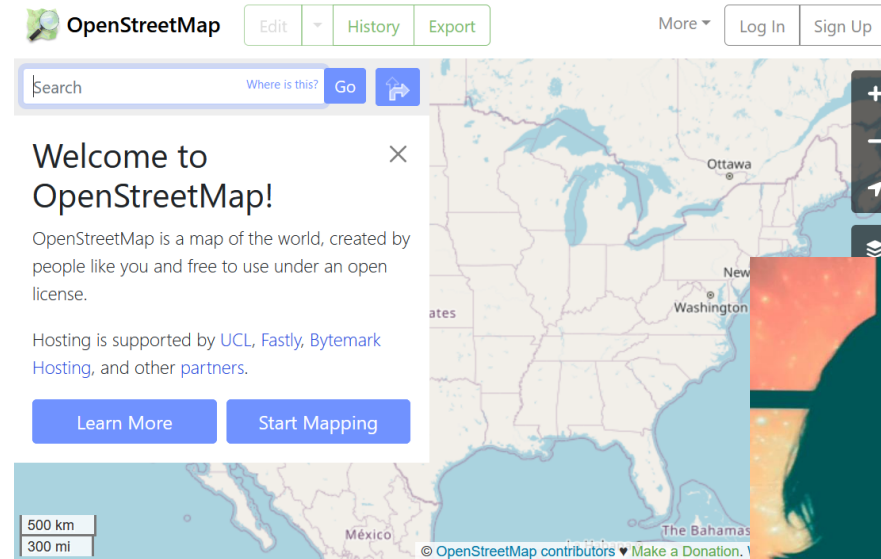 OpenStreetMap
Edit
History
Export
More
Log In
Sign Up
Search
Where is this?
Go
Welcome to
OpenStreetMap!
OpenStreetMap is a map of the world, created by
people like you and free to use under an open
license.
Hosting is supported by UCL, Fastly, Bytemark
Hosting, and other partners.
Learn More
Start Mapping
Ottawa
New
Washington
ates
México
The Bahamas
500 km
300 mi
© OpenStreetMap contributors ♥ Make a Donation.